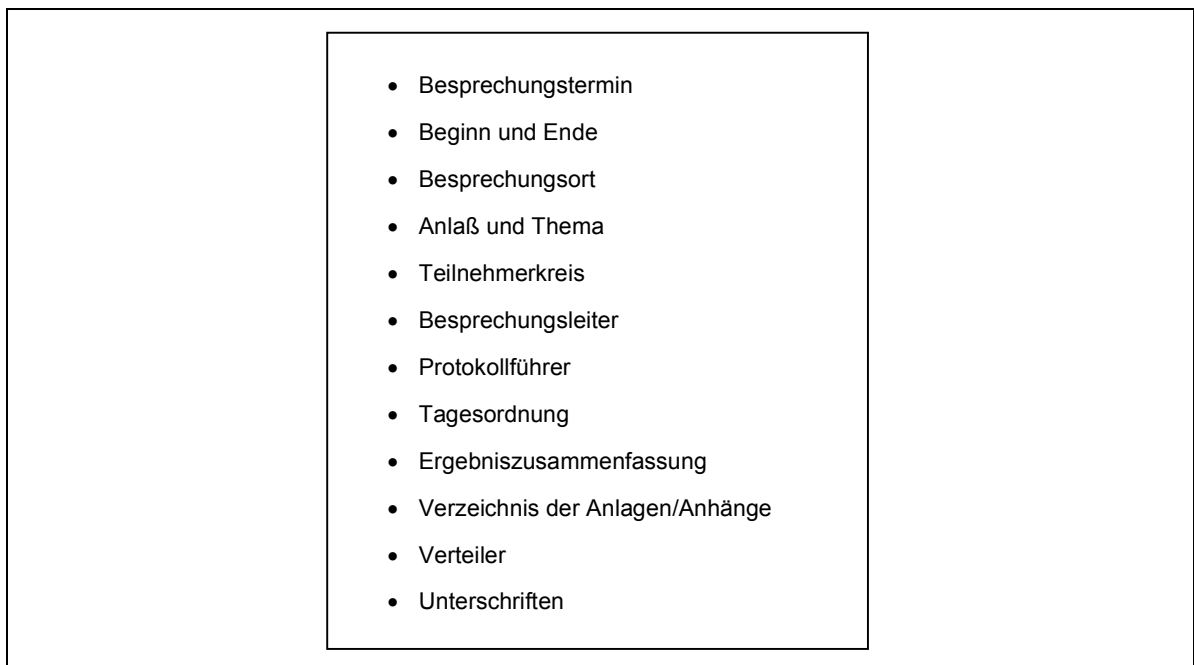 • Besprechungstermin
• Beginn und Ende
• Besprechungsort
• Anlaß und Thema
• Teilnehmerkreis
• Besprechungsleiter
• Protokollführer
• Tagesordnung
• Ergebniszusammenfassung
• Verzeichnis der Anlagen/Anhänge
• Verteiler
• Unterschriften